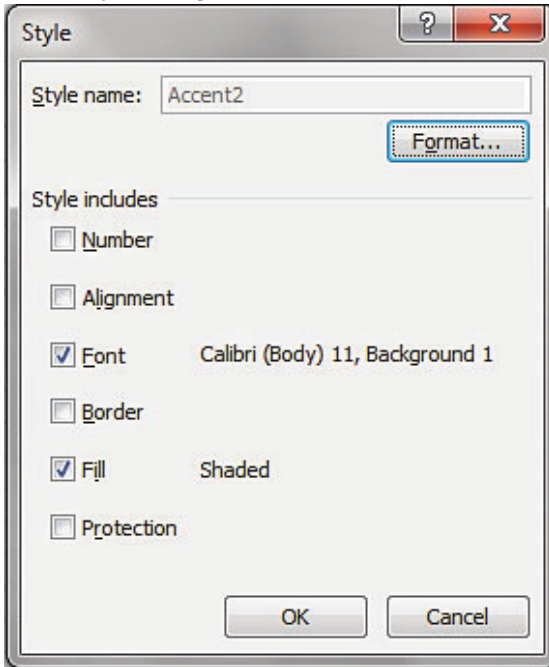 Style
?
X
Style name: Accent2
Format...
Style includes
Number
Alignment
Font Calibri (Body) 11, Background 1
Border
Fill Shaded
Protection
OK Cancel